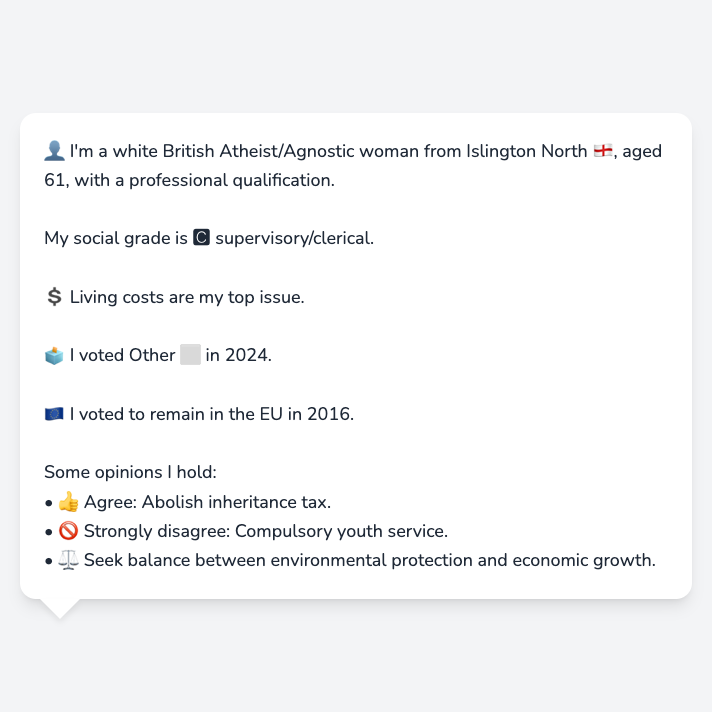 👤 I'm a white British Atheist/Agnostic woman from Islington North 🏴󠁧󠁢󠁥󠁮󠁧󠁿, aged
61, with a professional qualification.
My social grade is 🅲 supervisory/clerical.
💲 Living costs are my top issue.
🗳️ I voted Other ⬜ in 2024.
🇪🇺 I voted to remain in the EU in 2016.
Some opinions I hold:
• 👍 Agree: Abolish inheritance tax.
• 🚫 Strongly disagree: Compulsory youth service.
• ⚖️ Seek balance between environmental protection and economic growth.